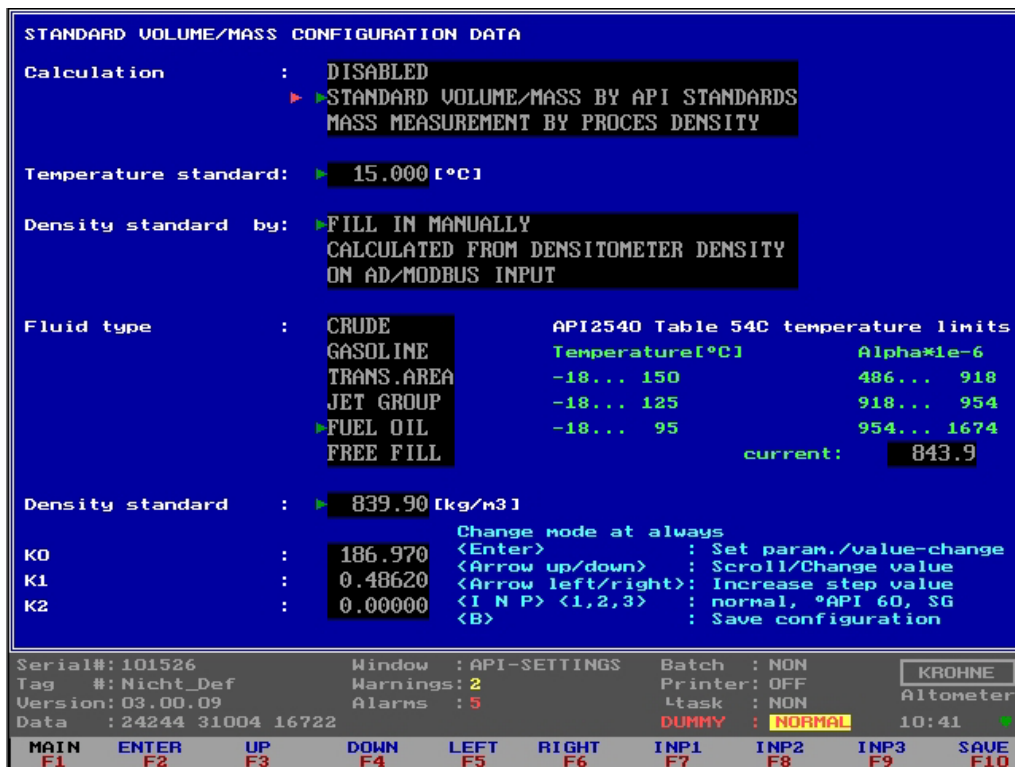 STANDARD VOLUME/MASS CONFIGURATION DATA
Calculation : DISABLED
STANDARD VOLUME/MASS BY API STANDARDS
MASS MEASUREMENT BY PROCES DENSITY
Temperature standard: 15.000 [°C]
Density standard by: FILL IN MANUALLY
CALCULATED FROM DENSITOMETER DENSITY
ON AD/MODBUS INPUT
Fluid type : CRUDE API2540 Table 54C temperature limits
GASOLINE Temperature[°C] Alpha*1e-6
TRANS.AREA -18... 150 486... 918
JET GROUP -18... 125 918... 954
FUEL OIL -18... 95 954... 1674
FREE FILL current: 843.9
Density standard : 839.90 [kg/m3]
Change mode at always
K0 : 186.970 <Enter> : Set param./value-change
<Arrow up/down> : Scroll/Change value
K1 : 0.48620 <Arrow left/right>: Increase step value
K2 : 0.00000 <I N P> <1,2,3> : normal, °API 60, SG
<B> : Save configuration
Serial#: 101526 Window : API-SETTINGS Batch : NON KROHNE
Tag #: Nicht_Def Warnings: 2 Printer: OFF Altometer
Version: 03.00.09 Alarms : 5 Ltask : NON
Data : 24244 31004 16722 DUMMY : NORMAL 10:41
MAIN ENTER UP DOWN LEFT RIGHT INP1 INP2 INP3 SAVE
F1 F2 F3 F4 F5 F6 F7 F8 F9 F10